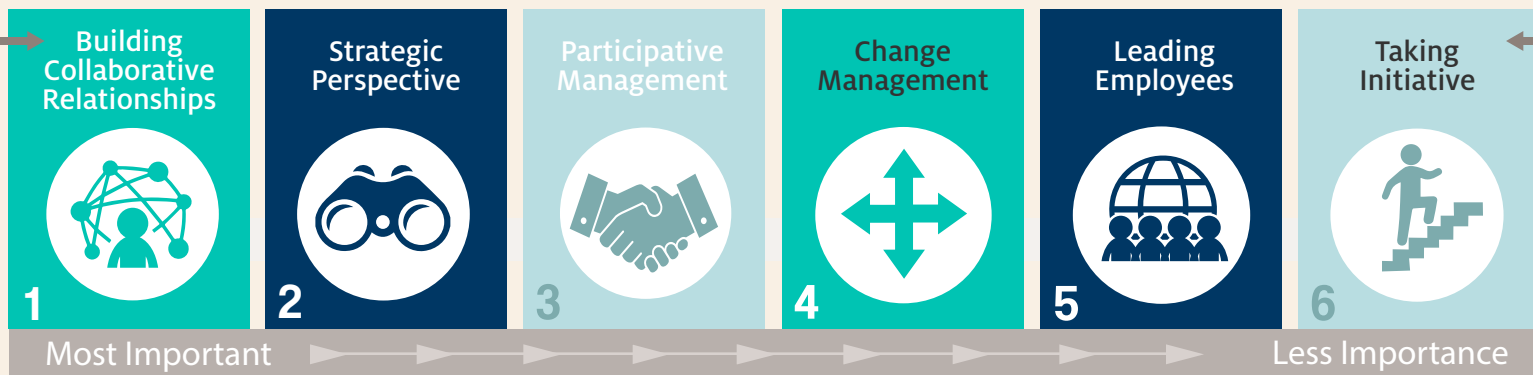 Building
Collaborative
Relationships
1
Strategic
Perspective
2
Participative
Management
3
Change
Management
4
Leading
Employees
5
Taking
Initiative
6
Most Important
Less Importance